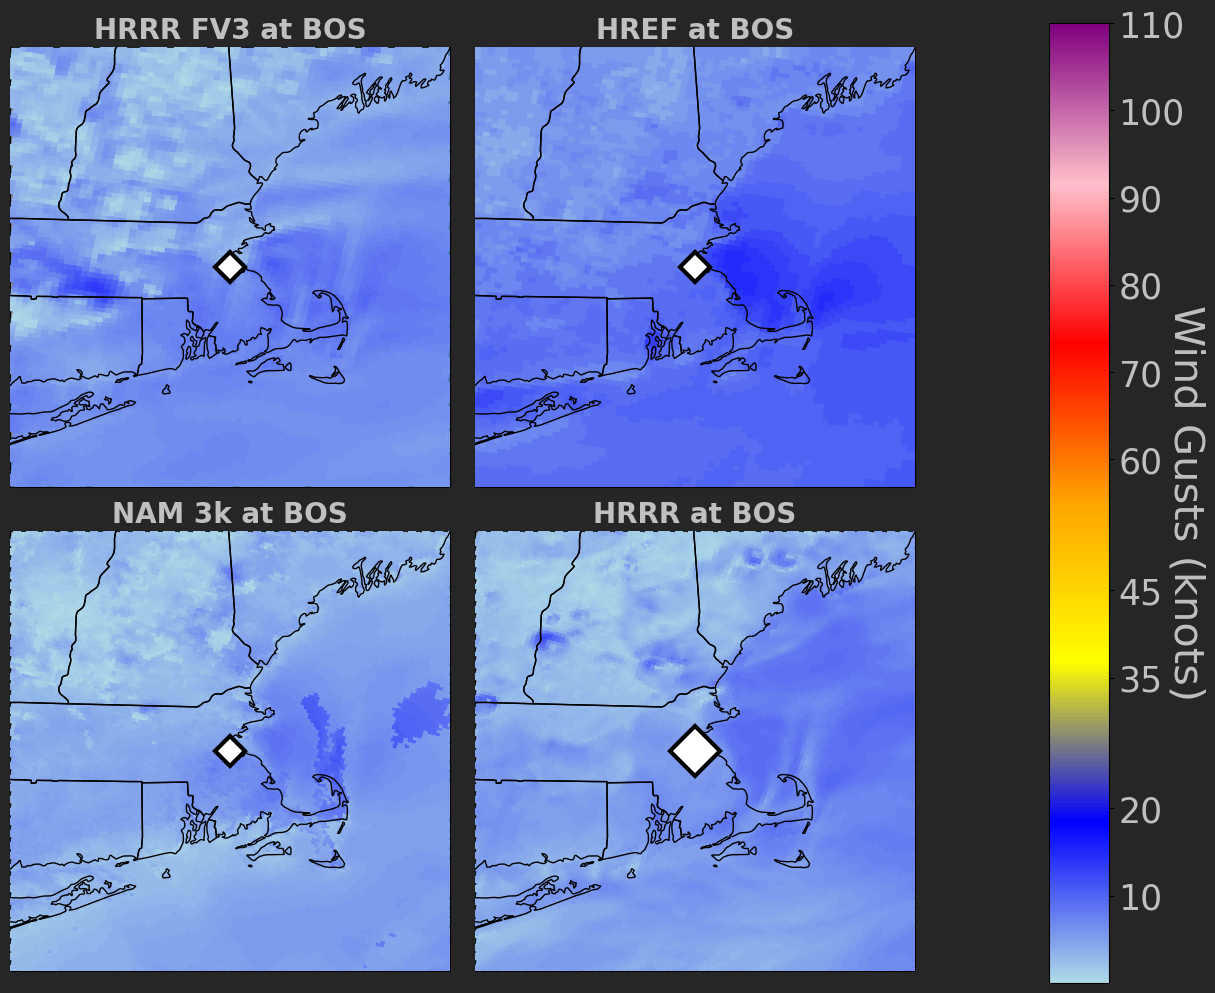 HRRR FV3 at BOS
HREF at BOS
NAM 3k at BOS
HRRR at BOS
110
100
90
80
70
60
45
35
20
10
Wind Gusts (knots)